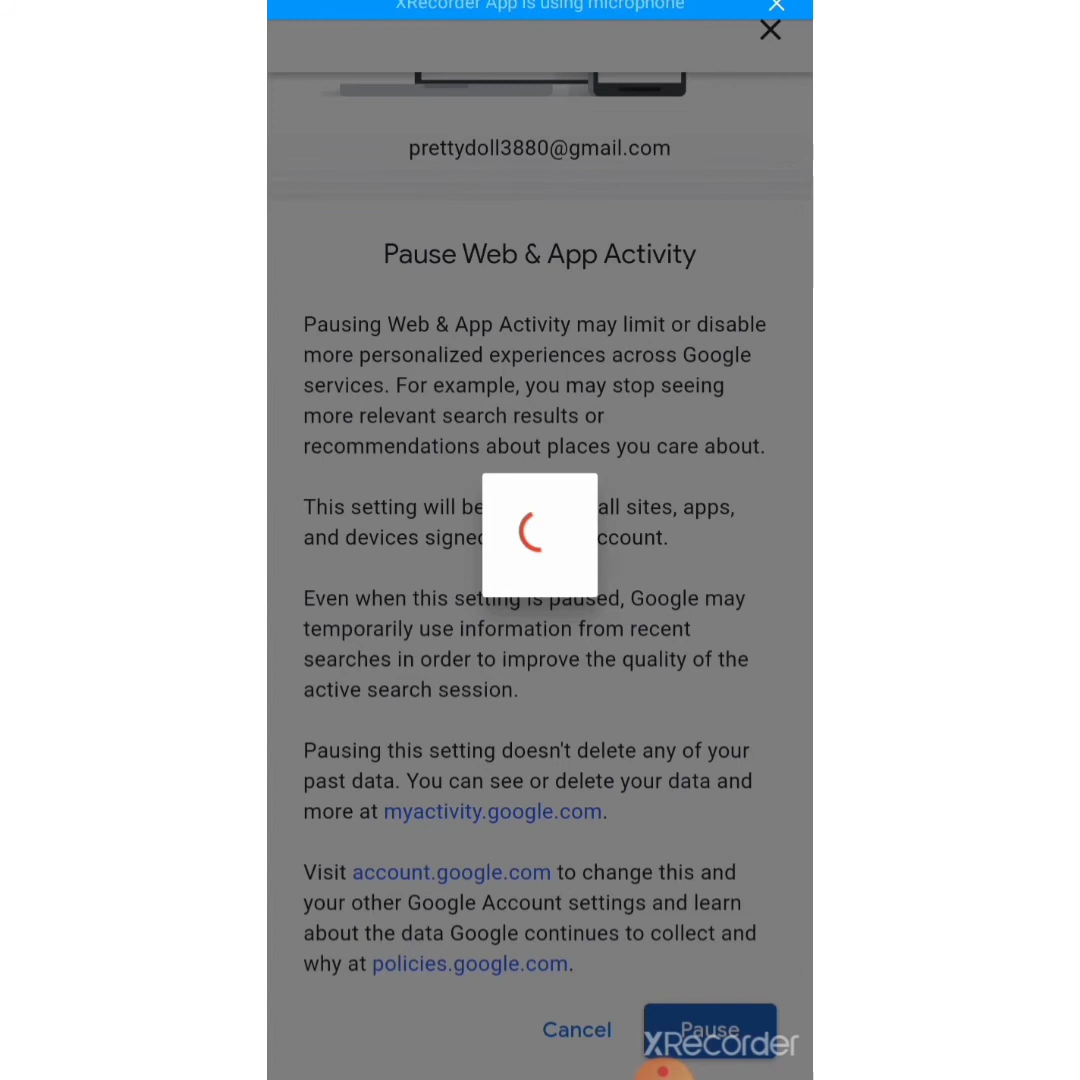 XRecorder App is using microphone
prettydoll3880@gmail.com
Pause Web & App Activity
Pausing Web & App Activity may limit or disable
more personalized experiences across Google
services. For example, you may stop seeing
more relevant search results or
recommendations about places you care about.
This setting will be all sites, apps,
and devices signed ccount.
Even when this setting is paused, Google may
temporarily use information from recent
searches in order to improve the quality of the
active search session.
Pausing this setting doesn't delete any of your
past data. You can see or delete your data and
more at myactivity.google.com.
Visit account.google.com to change this and
your other Google Account settings and learn
about the data Google continues to collect and
why at policies.google.com.
Cancel Pause
XRecorder